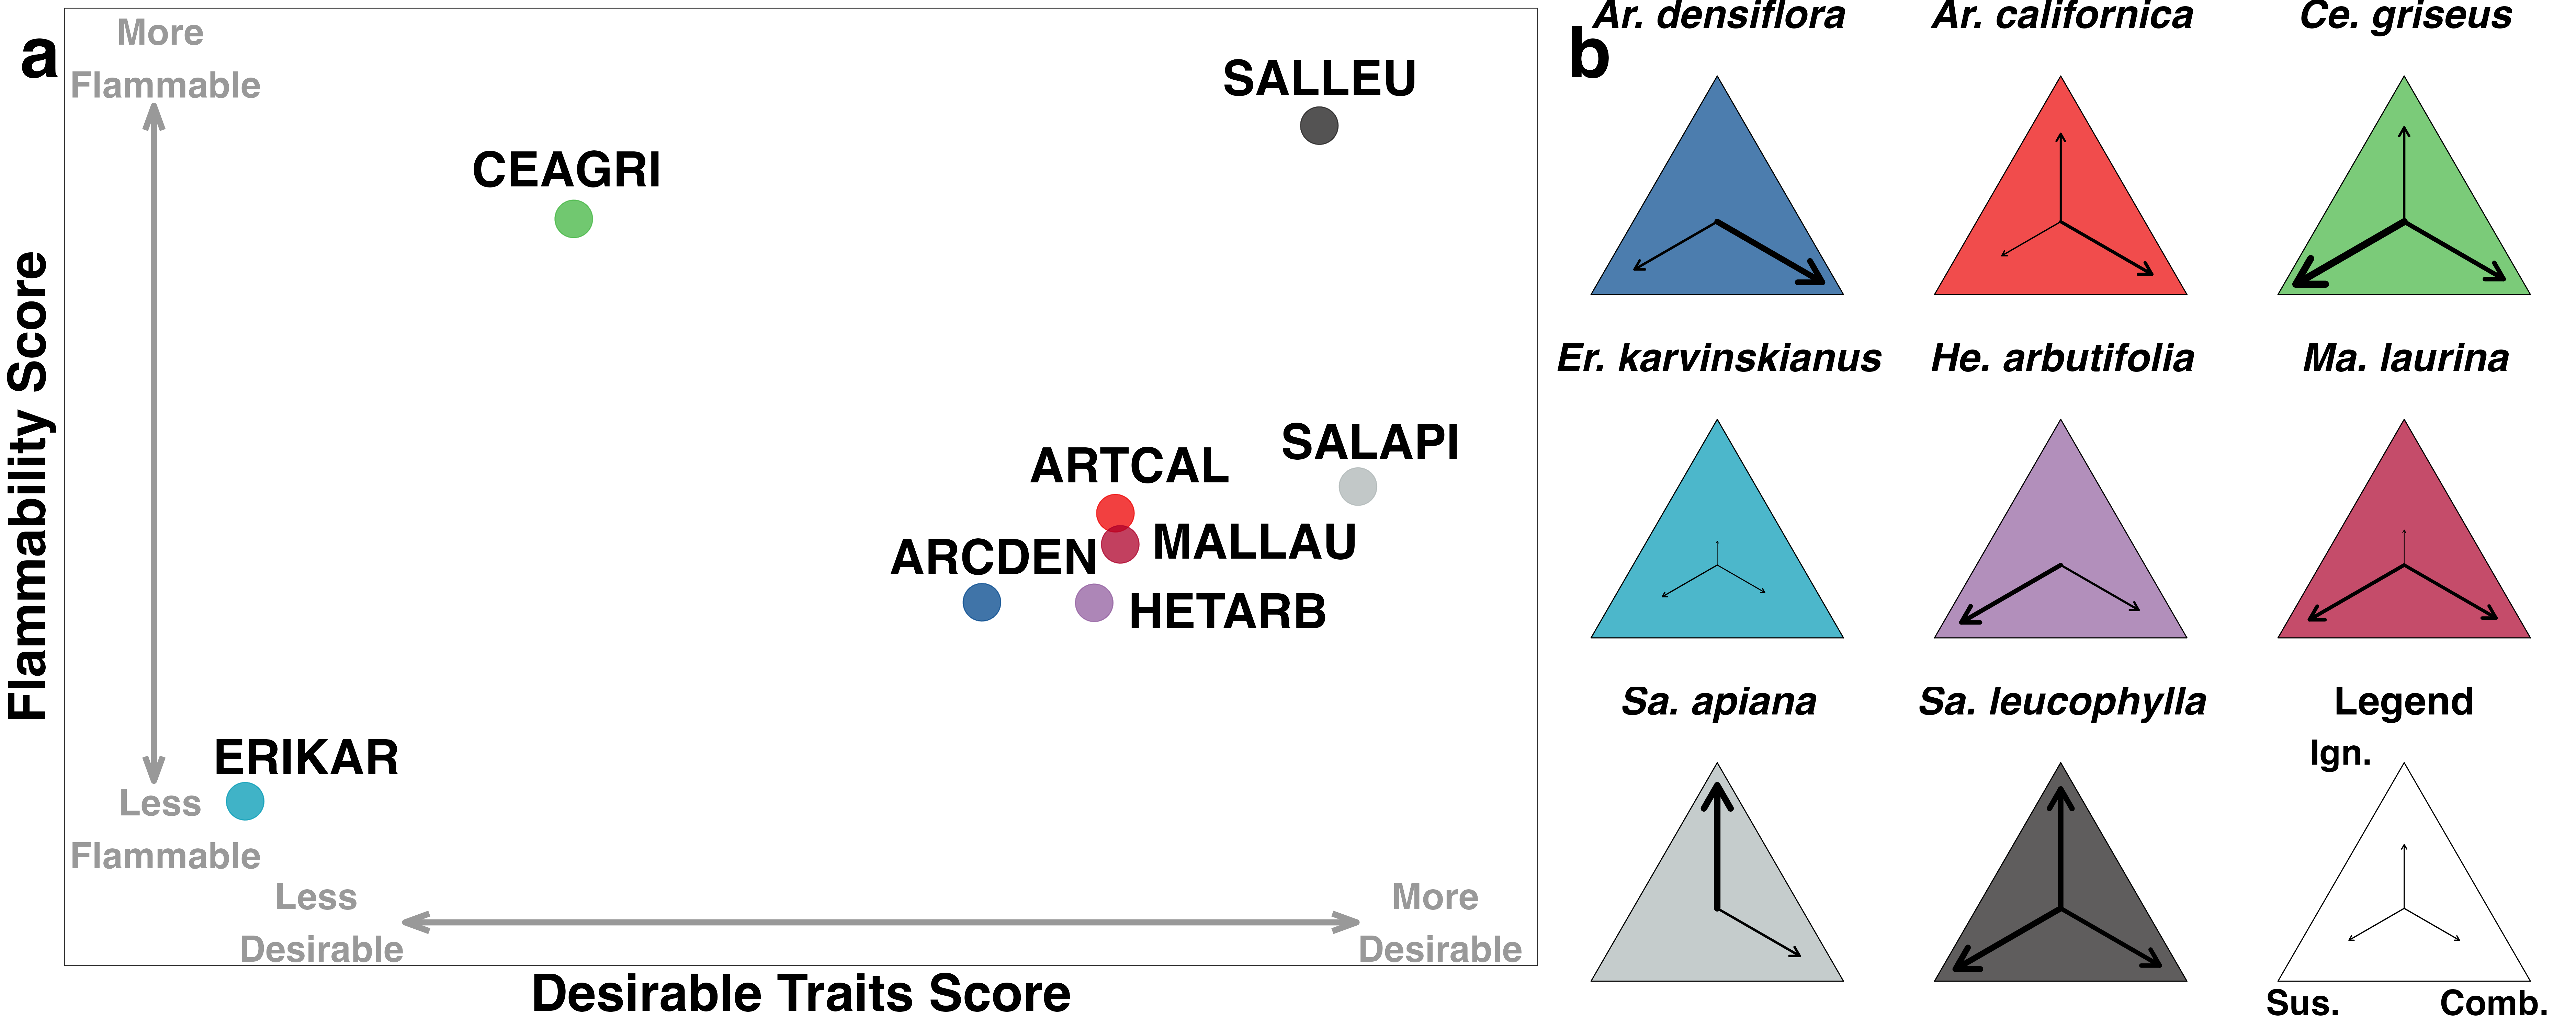 a
More
Flammable
SALLEU
CEAGRI
SALAPI
ARTCAL
MALLAU
ARCDEN
HETARB
ERIKAR
Less
Flammable
Less
Desirable
More
Desirable
Flammability Score
Desirable Traits Score
b
Ar. densiflora
Ar. californica
Ce. griseus
Er. karvinskianus
He. arbutifolia
Ma. laurina
Sa. apiana
Sa. leucophylla
Legend
Ign.
Sus.
Comb.